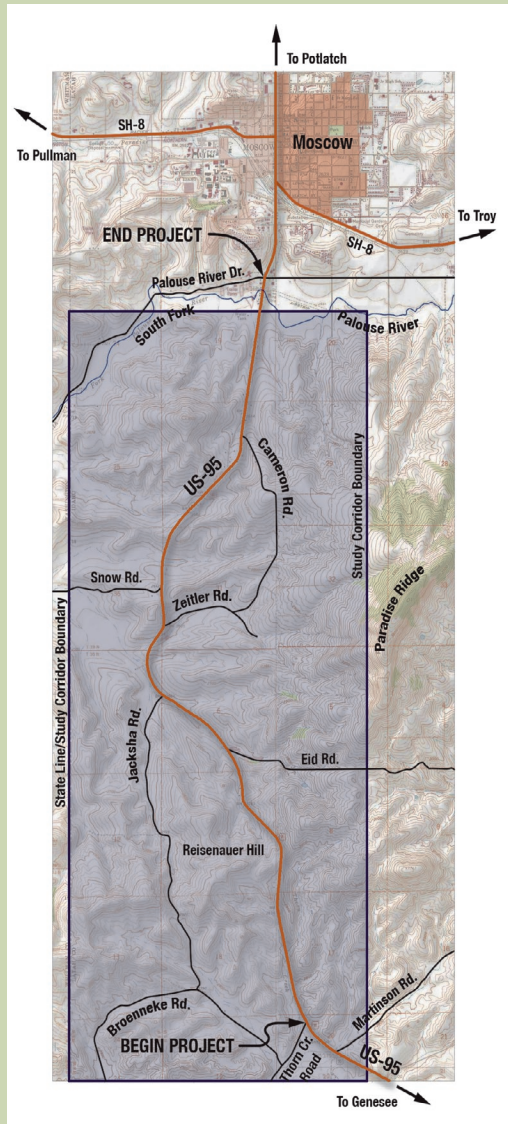 To Potlatch
SH-8
Moscow
To Pullman
MOSCOW
To Troy
SH-8
END PROJECT
Palouse River Dr.
South Fork
Palouse River
US-95
Cameron Rd.
Study Corridor Boundary
Snow Rd.
Zeitler Rd.
Paradise Ridge
State Line/Study Corridor Boundary
Jacksha Rd.
Eid Rd.
Reisenauer Hill
Broenneke Rd.
Martinson Rd.
BEGIN PROJECT
Thorn Cr.
Road
US-95
To Genesee